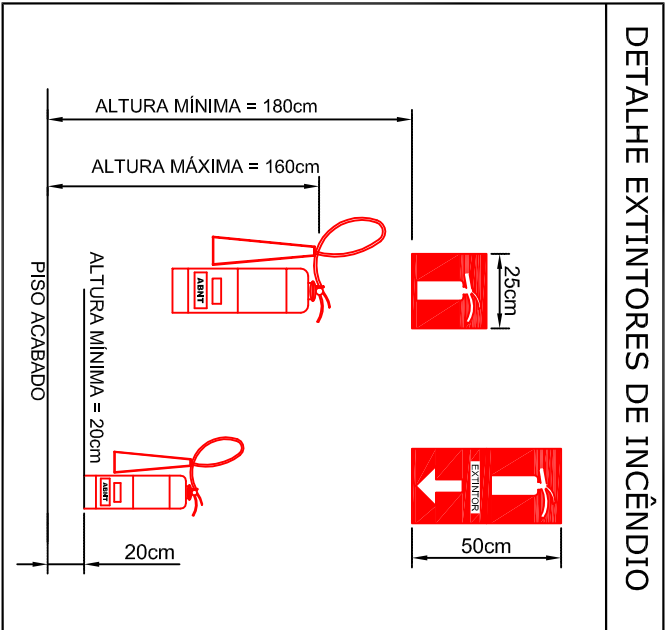 DETALHE EXTINTORES DE INCÊNDIO
ALTURA MÍNIMA = 180cm
ALTURA MÁXIMA = 160cm
25cm
ABNT
ALTURA MÍNIMA = 20cm
PISO ACABADO
EXTINTOR
ABNT
50cm
20cm